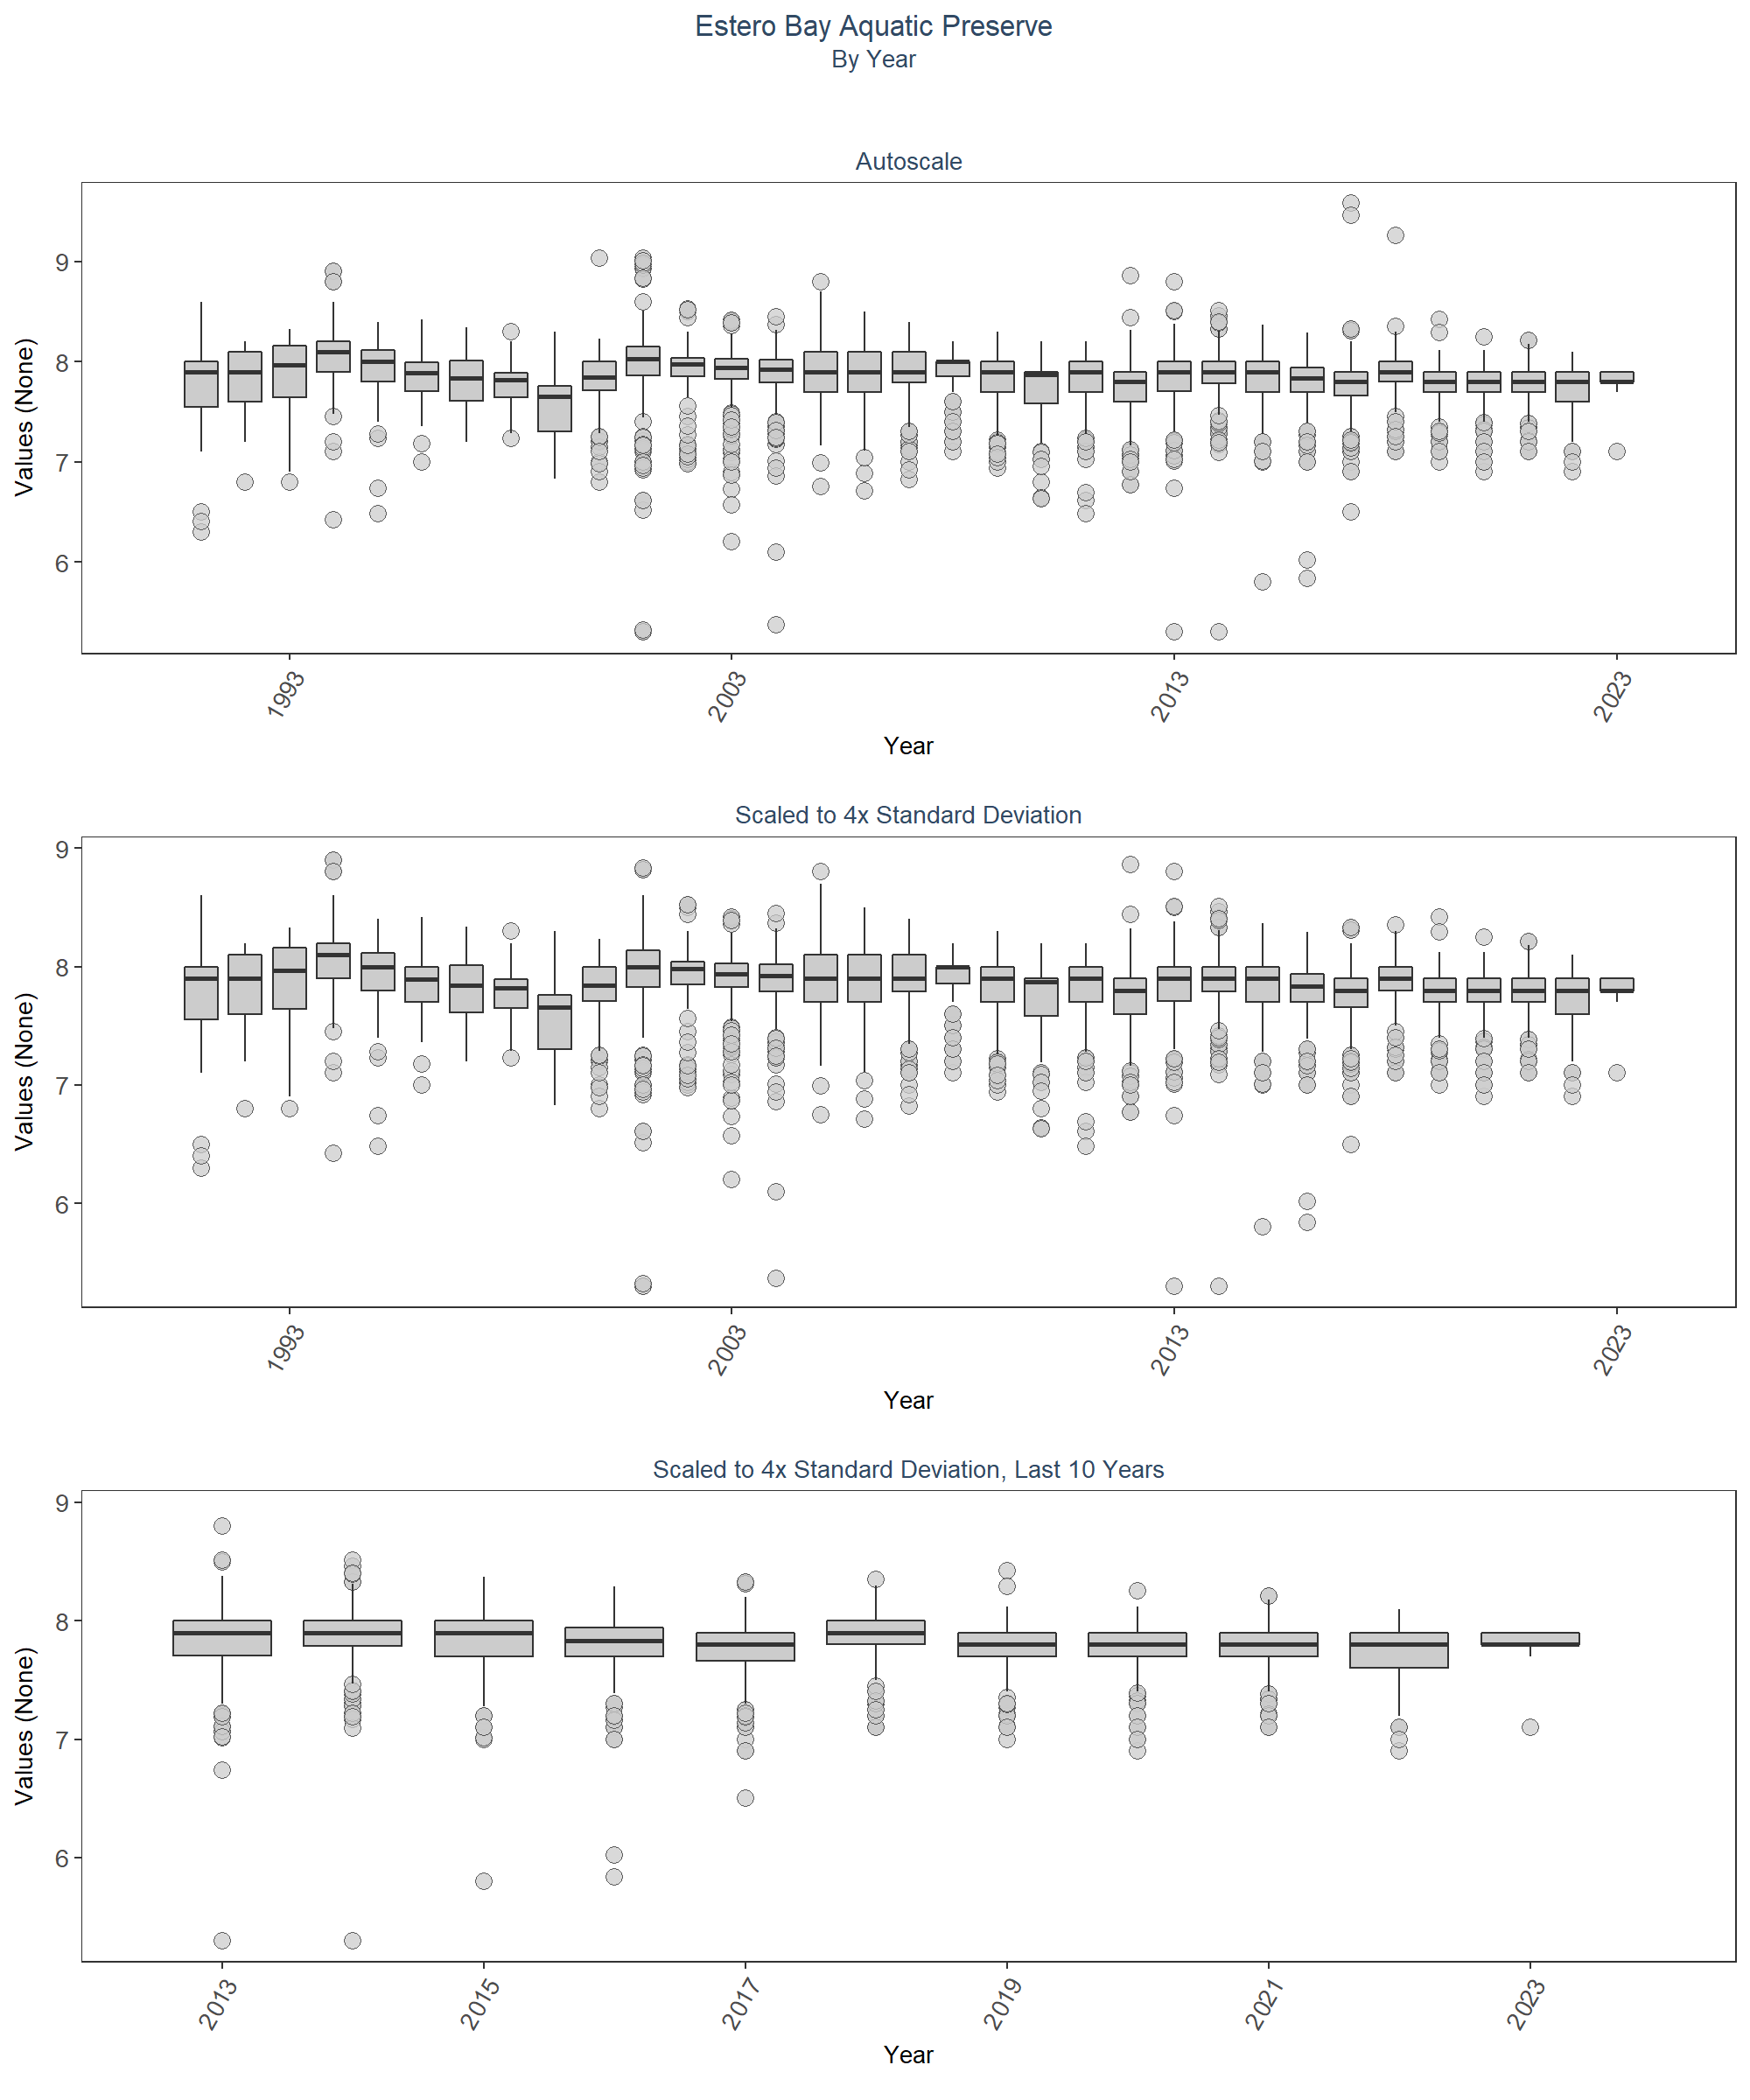 Estero Bay Aquatic Preserve
By Year
Autoscale
Values (None)
9
8
7
6
1993
2003
2013
2023
Year
Scaled to 4x Standard Deviation
Values (None)
9
8
7
6
1993
2003
2013
2023
Year
Scaled to 4x Standard Deviation, Last 10 Years
Values (None)
9
8
7
6
2013
2015
2017
2019
2021
2023
Year